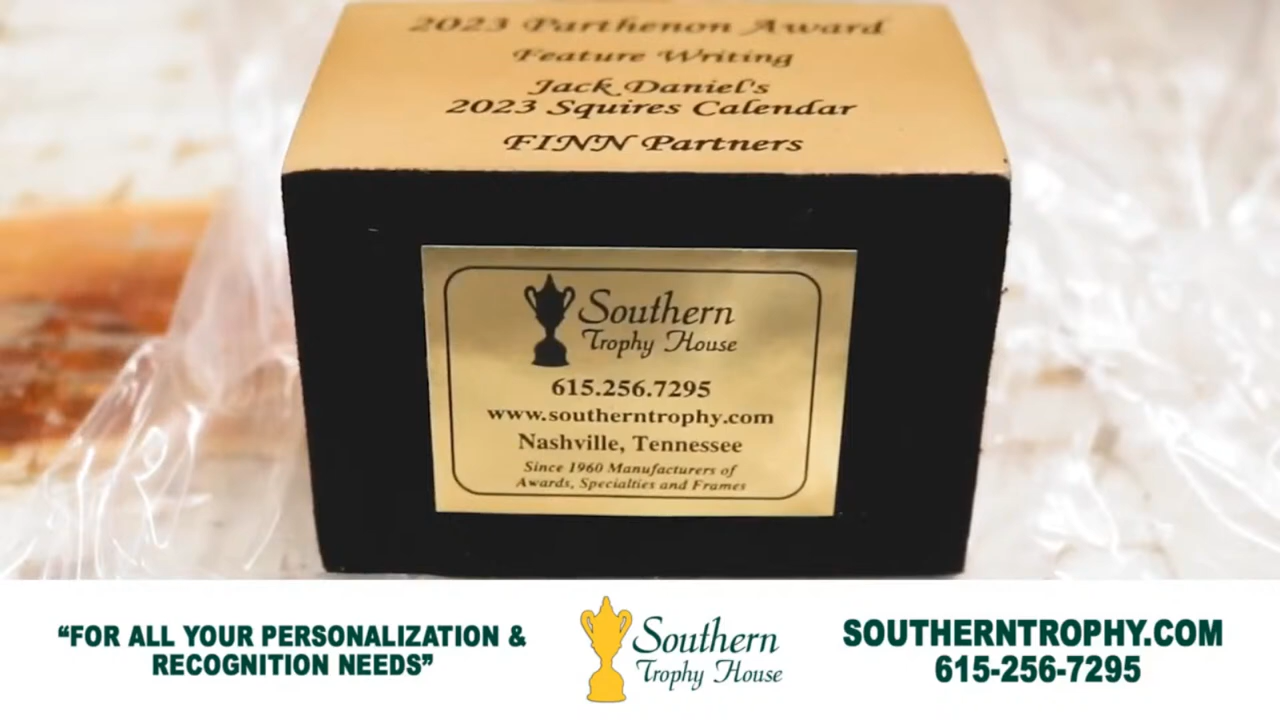 2023 Parthenon Award
Feature Writing
Jack Daniel's
2023 Squires Calendar
FINN Partners
Southern
Trophy House
615.256.7295
www.southerntrophy.com
Nashville, Tennessee
Since 1960 Manufacturers of
Awards, Specialties and Frames
“FOR ALL YOUR PERSONALIZATION &
RECOGNITION NEEDS”
Southern
Trophy House
SOUTHERNTROPHY.COM
615-256-7295